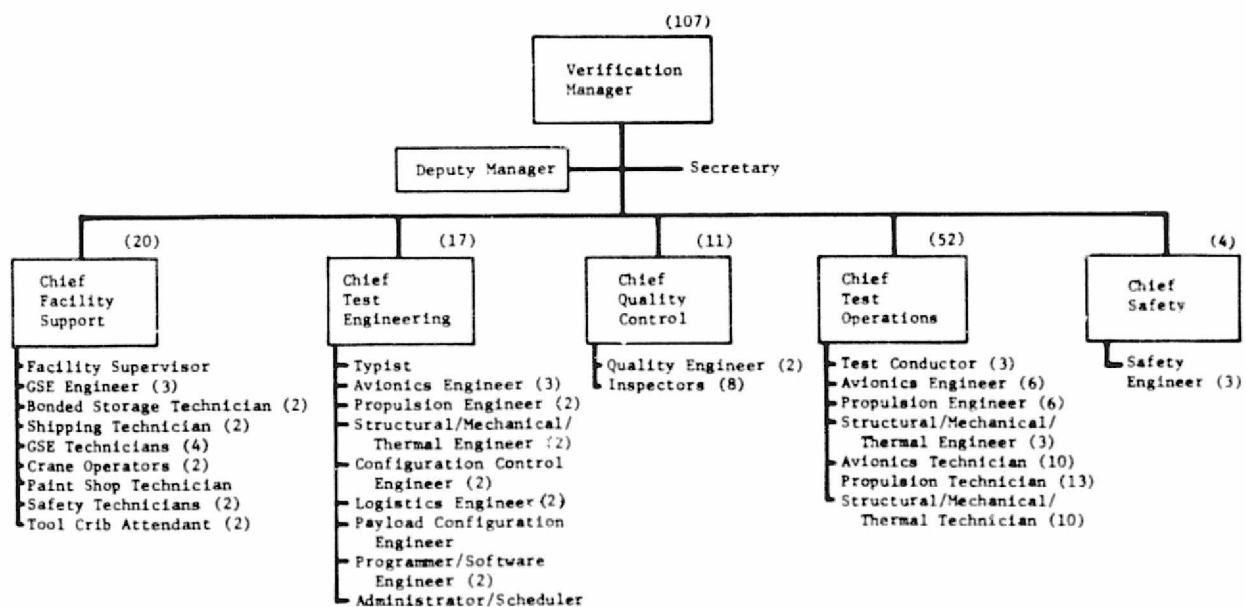 (107)
Verification
Manager
Deputy Manager
Secretary
(20)
Chief
Facility
Support
Facility Supervisor
GSE Engineer (3)
Bonded Storage Technician (2)
Shipping Technician (2)
GSE Technicians (4)
Crane Operators (2)
Paint Shop Technician
Safety Technicians (2)
Tool Crib Attendant (2)
(17)
Chief
Test
Engineering
Typist
Avionics Engineer (3)
Propulsion Engineer (2)
Structural/Mechanical/
Thermal Engineer (2)
Configuration Control
Engineer (2)
Logistics Engineer (2)
Payload Configuration
Engineer
Programmer/Software
Engineer (2)
Administrator/Scheduler
(11)
Chief
Quality
Control
Quality Engineer (2)
Inspectors (8)
(52)
Chief
Test
Operations
Test Conductor (3)
Avionics Engineer (6)
Propulsion Engineer (6)
Structural/Mechanical/
Thermal Engineer (3)
Avionics Technician (10)
Propulsion Technician (13)
Structural/Mechanical/
Thermal Technician (10)
(4)
Chief
Safety
Safety
Engineer (3)